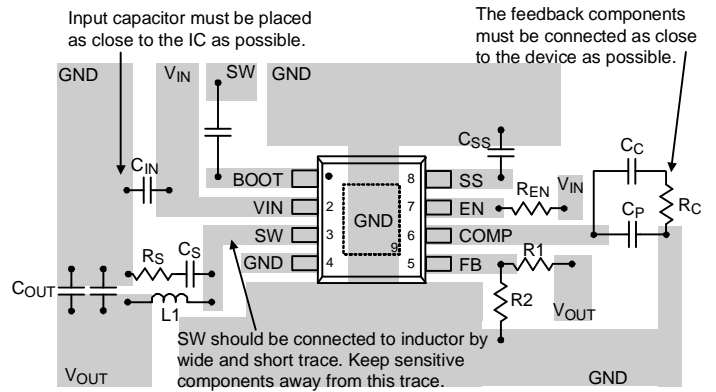 Input capacitor must be placed
as close to the IC as possible.
The feedback components
must be connected as close
to the device as possible.
GND
VIN
SW
GND
CSS
CC
CIN
BOOT
8
SS
REN
VIN
RC
VIN
2
7
EN
GND
CP
SW
3
6
COMP
RS
CS
9
GND
4
5
FB
R1
COUT
L1
R2
VOUT
SW should be connected to inductor by
wide and short trace. Keep sensitive
components away from this trace.
VOUT
GND